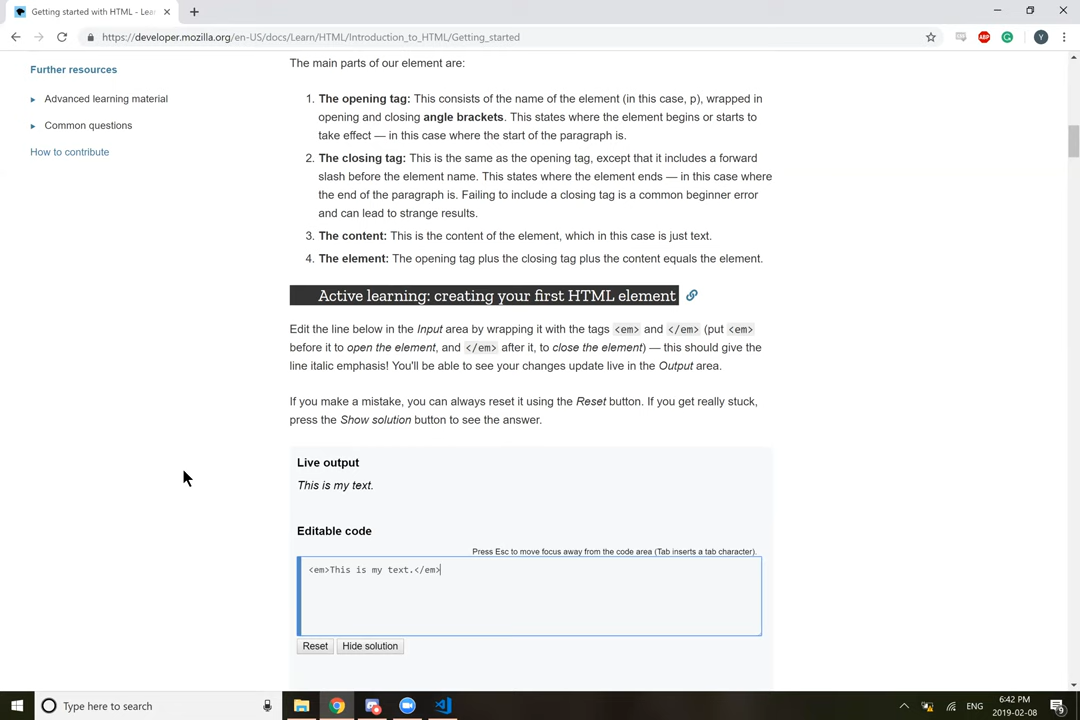 Getting started with HTML - Lea
https://developer.mozilla.org/en-US/docs/Learn/HTML/Introduction_to_HTML/Getting_started
ABP
Y
Further resources
Advanced learning material
Common questions
How to contribute
The main parts of our element are:
1. The opening tag: This consists of the name of the element (in this case, p), wrapped in
opening and closing angle brackets. This states where the element begins or starts to
take effect — in this case where the start of the paragraph is.
2. The closing tag: This is the same as the opening tag, except that it includes a forward
slash before the element name. This states where the element ends — in this case where
the end of the paragraph is. Failing to include a closing tag is a common beginner error
and can lead to strange results.
3. The content: This is the content of the element, which in this case is just text.
4. The element: The opening tag plus the closing tag plus the content equals the element.
Active learning: creating your first HTML element
Edit the line below in the Input area by wrapping it with the tags <em> and </em> (put <em>
before it to open the element, and </em> after it, to close the element) — this should give the
line italic emphasis! You'll be able to see your changes update live in the Output area.
If you make a mistake, you can always reset it using the Reset button. If you get really stuck,
press the Show solution button to see the answer.
Live output
This is my text.
Editable code
Press Esc to move focus away from the code area (Tab inserts a tab character).
<em>This is my text.</em>
Reset Hide solution
Type here to search
ENG
6:42 PM
2019-02-08
9